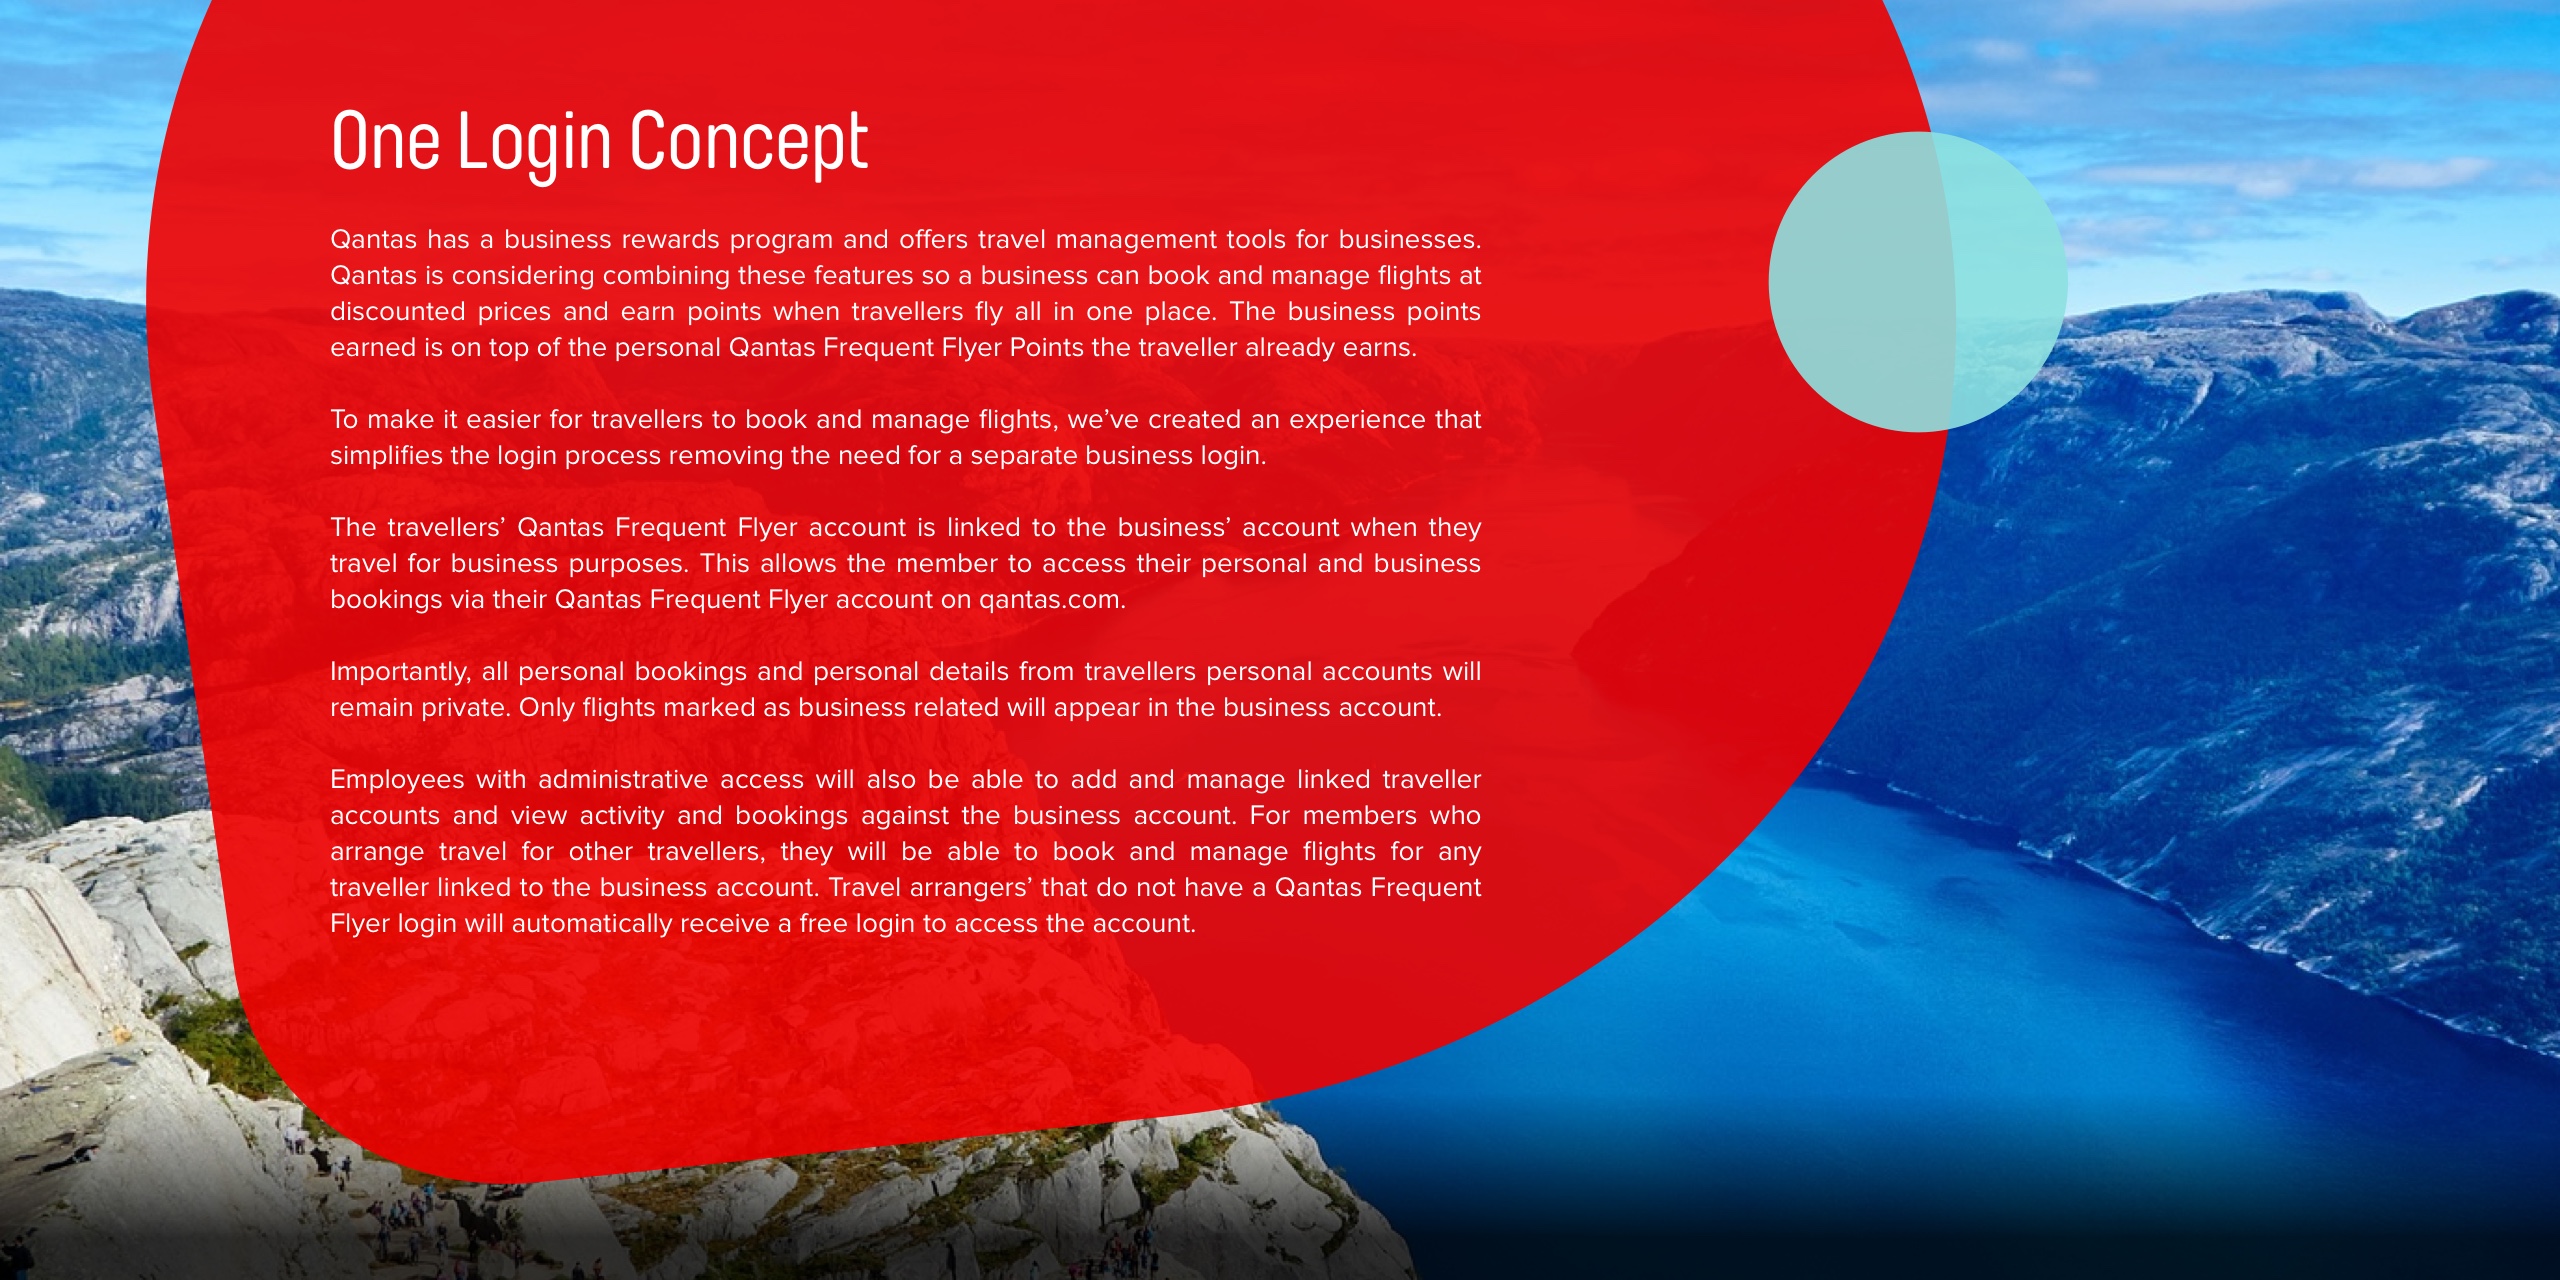 One Login Concept
Qantas has a business rewards program and offers travel management tools for businesses.
Qantas is considering combining these features so a business can book and manage flights at
discounted prices and earn points when travellers fly all in one place. The business points
earned is on top of the personal Qantas Frequent Flyer Points the traveller already earns.
To make it easier for travellers to book and manage flights, we’ve created an experience that
simplifies the login process removing the need for a separate business login.
The travellers’ Qantas Frequent Flyer account is linked to the business’ account when they
travel for business purposes. This allows the member to access their personal and business
bookings via their Qantas Frequent Flyer account on qantas.com.
Importantly, all personal bookings and personal details from travellers personal accounts will
remain private. Only flights marked as business related will appear in the business account.
Employees with administrative access will also be able to add and manage linked traveller
accounts and view activity and bookings against the business account. For members who
arrange travel for other travellers, they will be able to book and manage flights for any
traveller linked to the business account. Travel arrangers’ that do not have a Qantas Frequent
Flyer login will automatically receive a free login to access the account.